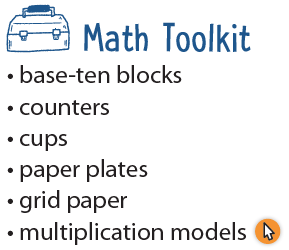 Math Toolkit
• base-ten blocks
• counters
• cups
• paper plates
• grid paper
• multiplication models